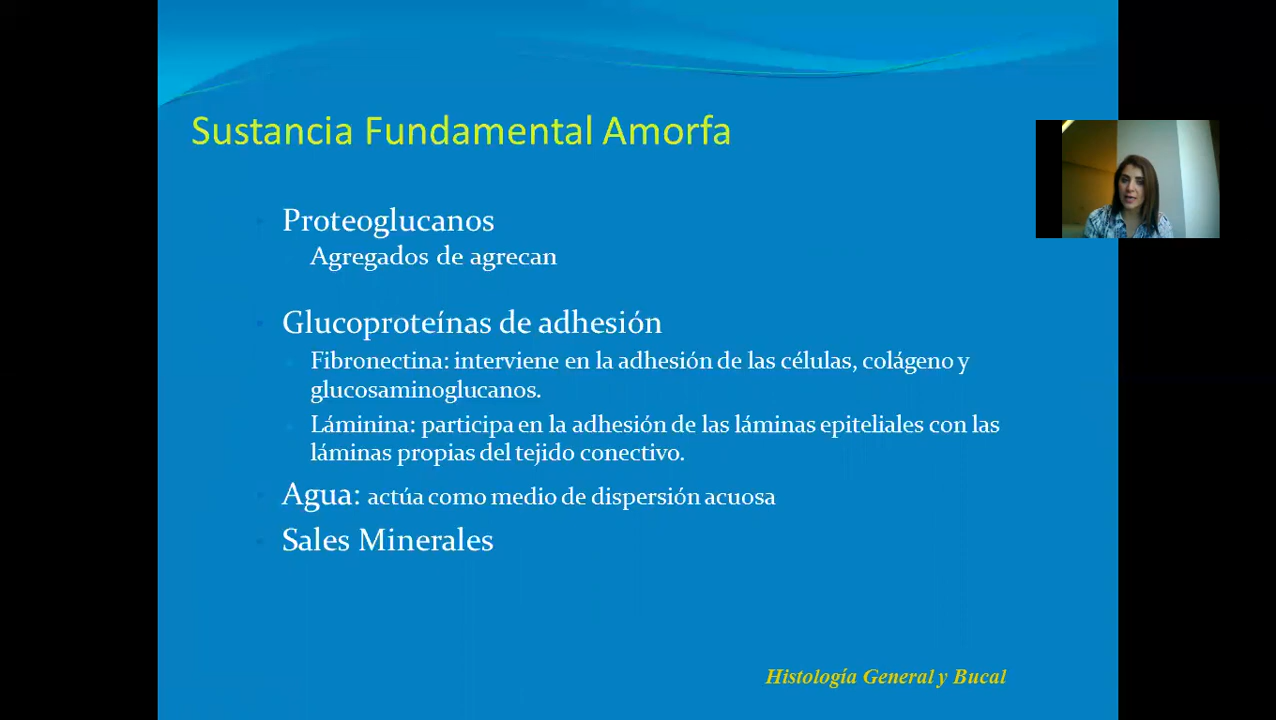 Sustancia Fundamental Amorfa
Proteoglucanos
Agregados de agrecan
Glucoproteínas de adhesión
Fibronectina: interviene en la adhesión de las células, colágeno y
glucosaminoglucanos.
Láminina: participa en la adhesión de las láminas epiteliales con las
láminas propias del tejido conectivo.
Agua: actúa como medio de dispersión acuosa
Sales Minerales
Histología General y Bucal